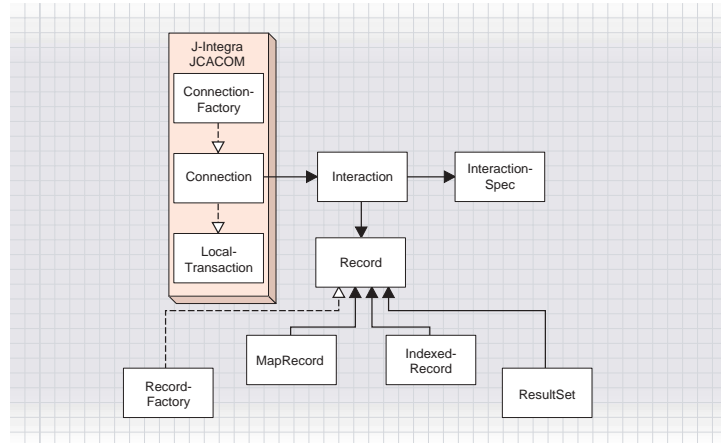 J-Integra
JCACOM
Connection-
Factory
Connection
Interaction
Interaction-
Spec
Local-
Transaction
Record
MapRecord
Indexed-
Record
Record-
Factory
ResultSet